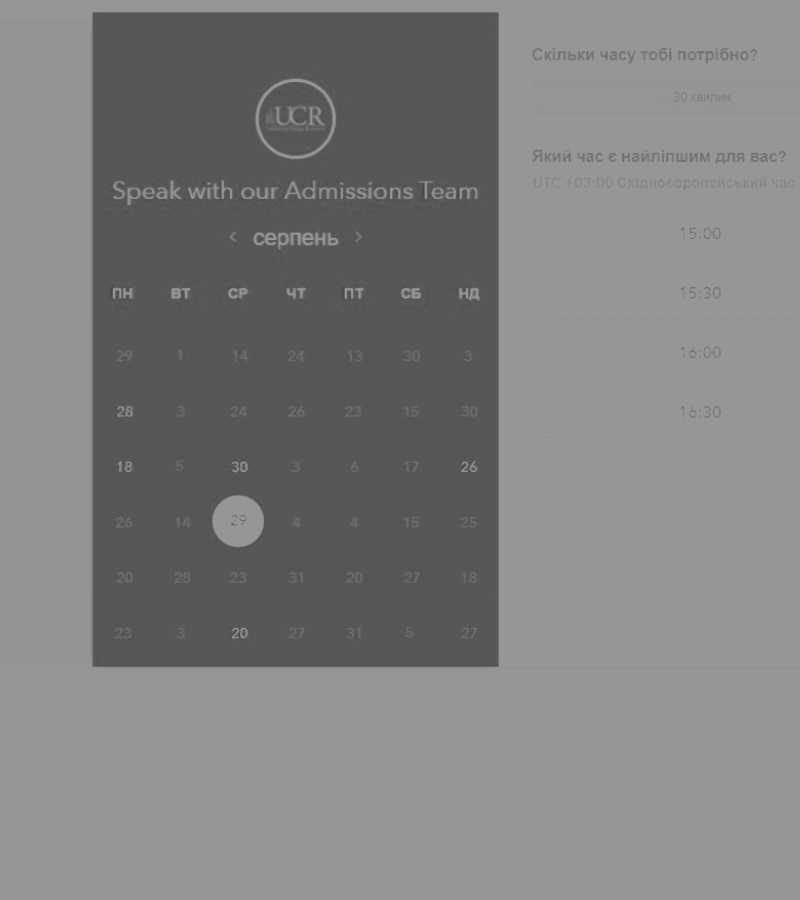 UCR
Speak with our Admissions Team
< серпень >
ПН ВТ СР ЧТ ПТ СБ НД
29 1 14 24 13 30 3
28 3 24 26 23 15 30
18 5 30 3 6 17 26
26 14 29 4 4 15 25
20 28 23 31 20 27 18
23 3 20 27 31 5 27
Скільки часу тобі потрібно?
30 хвилин
Який час є найліпшим для вас?
UTC +03:00 Східноєвропейський час
15:00
15:30
16:00
16:30